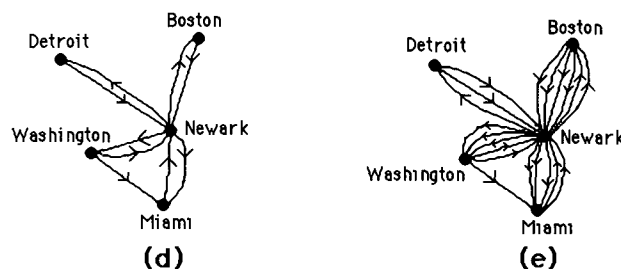 Boston
Detroit
Newark
Washington
Miami
(d)
Boston
Detroit
Newark
Washington
Miami
(e)